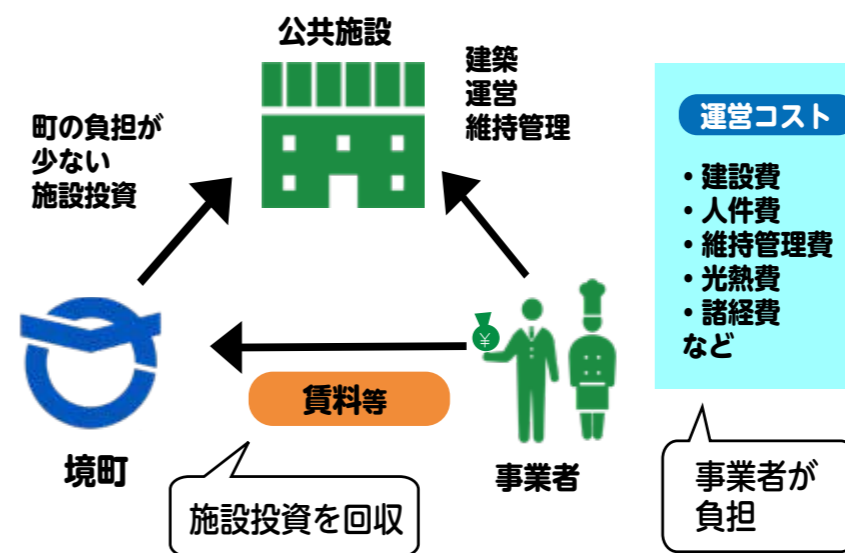 公共施設
建築
運営
維持管理
町の負担が
少ない
施設投資
運営コスト
・建設費
・人件費
・維持管理費
・光熱費
・諸経費
など
¥
賃料等
境町
事業者
施設投資を回収
事業者が
負担